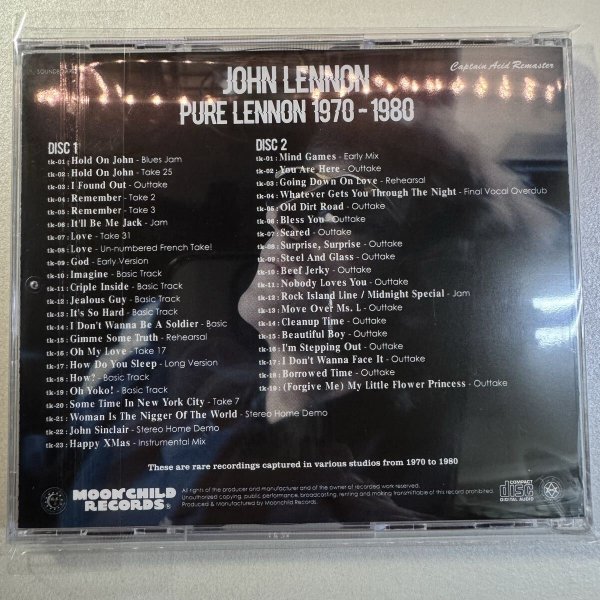 SOUNDBOARD
Captain Acid Remaster
JOHN LENNON
PURE LENNON 1970 - 1980
DISC 1
tk-01 : Hold On John - Blues Jam
tk-02 : Hold On John - Take 25
tk-03 : I Found Out - Outtake
tk-04 : Remember - Take 2
tk-05 : Remember - Take 3
tk-06 : It'll Be Me Jack - Jam
tk-07 : Love - Take 31
tk-08 : Love - Un-numbered French Take!
tk-09 : God - Early Version
tk-10 : Imagine - Basic Track
tk-11 : Criple Inside - Basic Track
tk-12 : Jealous Guy - Basic Track
tk-13 : It's So Hard - Basic Track
tk-14 : I Don't Wanna Be A Soldier - Basic
tk-15 : Gimme Some Truth - Rehearsal
tk-16 : Oh My Love - Take 17
tk-17 : How Do You Sleep - Long Version
tk-18 : How? - Basic Track
tk-19 : Oh Yoko! - Basic Track
tk-20 : Some Time In New York City - Take 7
tk-21 : Woman Is The Nigger Of The World - Stereo Home Demo
tk-22 : John Sinclair - Stereo Home Demo
tk-23 : Happy XMas - Instrumental Mix
DISC 2
tk-01 : Mind Games - Early Mix
tk-02 : You Are Here - Outtake
tk-03 : Going Down On Love - Rehearsal
tk-04 : Whatever Gets You Through The Night - Final Vocal Overdub
tk-05 : Old Dirt Road - Outtake
tk-06 : Bless You - Outtake
tk-07 : Scared - Outtake
tk-08 : Surprise, Surprise - Outtake
tk-09 : Steel And Glass - Outtake
tk-10 : Beef Jerky - Outtake
tk-11 : Nobody Loves You - Outtake
tk-12 : Rock Island Line / Midnight Special - Jam
tk-13 : Move Over Ms. L - Outtake
tk-14 : Cleanup Time - Outtake
tk-15 : Beautiful Boy - Outtake
tk-16 : I'm Stepping Out - Outtake
tk-17 : I Don't Wanna Face It - Outtake
tk-18 : Borrowed Time - Outtake
tk-19 : (Forgive Me) My Little Flower Princess - Outtake
These are rare recordings captured in various studios from 1970 to 1980
MOONCHILD
RECORDS®
All rights of the producer and Manufacturer and of the owner of recorded work reserved.
Unauthorized copying, public performance, broadcasting, renting and making transmittable of this record prohibited.
Produced & Manufactured by Moonchild Records.
COMPACT
disc
DIGITAL AUDIO